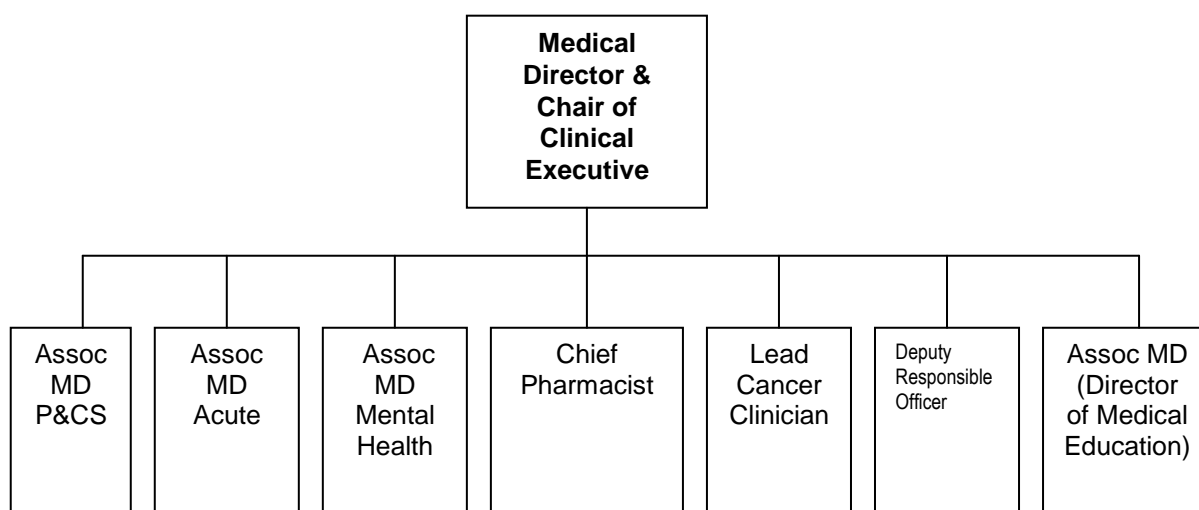 Medical
Director &
Chair of
Clinical
Executive
Assoc
MD
P&CS
Assoc
MD
Acute
Assoc
MD
Mental
Health
Chief
Pharmacist
Lead
Cancer
Clinician
Deputy
Responsible
Officer
Assoc MD
(Director
of Medical
Education)